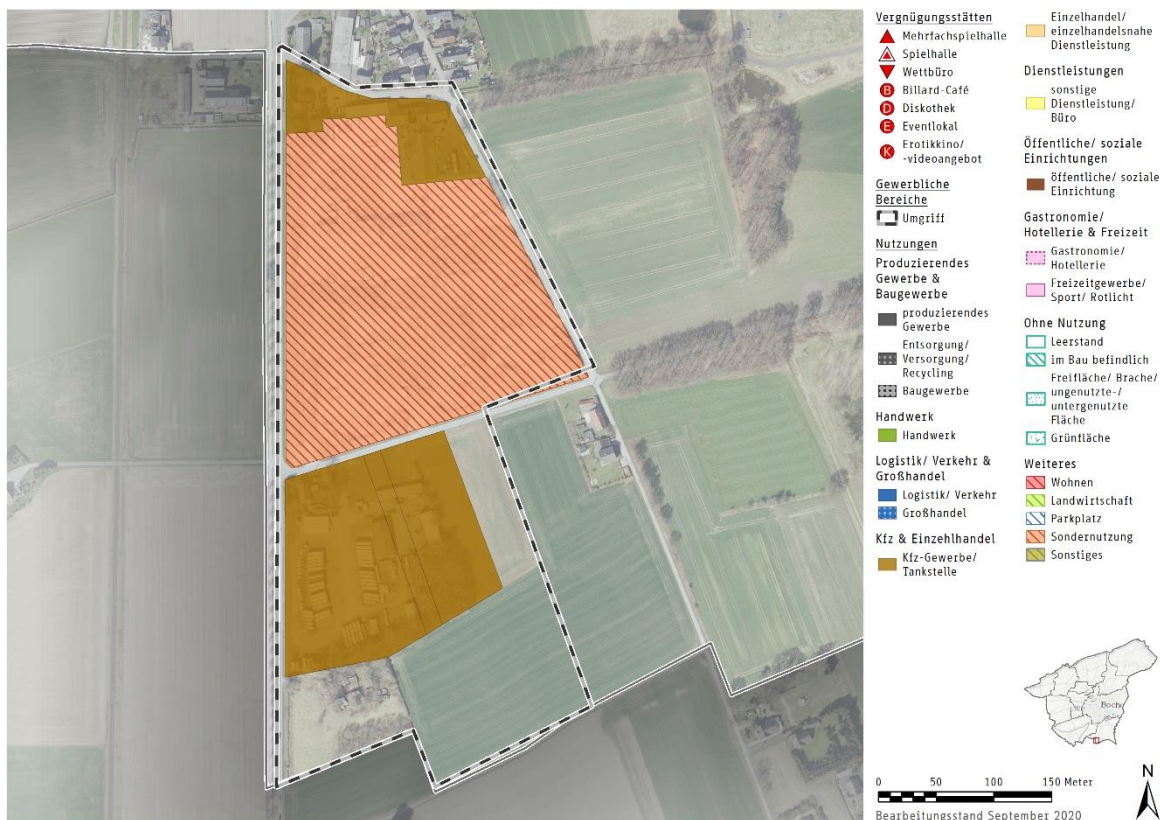 Vergnügungsstätten
Mehrfachspielhalle
Spielhalle
Wettbüro
B Billard-Café
D Diskothek
E Eventlokal
K Erotikkino/
-videoangebot
Gewerbliche
Bereiche
Umgriff
Nutzungen
Produzierendes
Gewerbe &
Baugewerbe
produzierendes
Gewerbe
Entsorgung/
Versorgung/
Recycling
Baugewerbe
Handwerk
Handwerk
Logistik/ Verkehr &
Großhandel
Logistik/ Verkehr
Großhandel
Kfz & Einzehlhandel
Kfz-Gewerbe/
Tankstelle
Einzelhandel/
einzelhandelsnahe
Dienstleistung
Dienstleistungen
sonstige
Dienstleistung/
Büro
Öffentliche/ soziale
Einrichtungen
öffentliche/ soziale
Einrichtung
Gastronomie/
Hotellerie & Freizeit
Gastronomie/
Hotellerie
Freizeitgewerbe/
Sport/ Rotlicht
Ohne Nutzung
Leerstand
im Bau befindlich
Freifläche/ Brache/
ungenutzte-/
untergenutzte
Fläche
Grünfläche
Weiteres
Wohnen
Landwirtschaft
Parkplatz
Sondernutzung
Sonstiges
Boch
0 50 100 150 Meter
N
Bearbeitungsstand September 2020